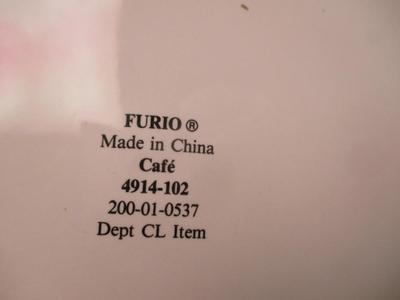 FURIO ®
Made in China
Café
4914-102
200-01-0537
Dept CL Item